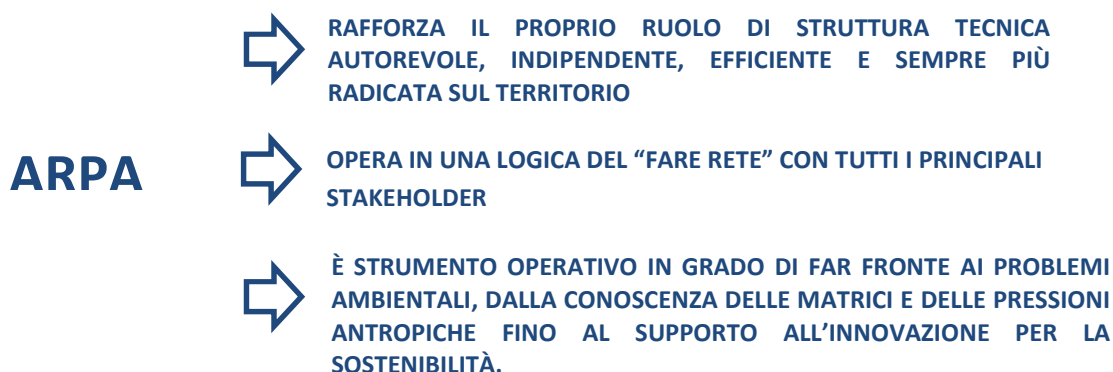 RAFFORZA IL PROPRIO RUOLO DI STRUTTURA TECNICA
AUTOREVOLE, INDIPENDENTE, EFFICIENTE E SEMPRE PIÙ
RADICATA SUL TERRITORIO
ARPA
OPERA IN UNA LOGICA DEL “FARE RETE” CON TUTTI I PRINCIPALI
STAKEHOLDER
È STRUMENTO OPERATIVO IN GRADO DI FAR FRONTE AI PROBLEMI
AMBIENTALI, DALLA CONOSCENZA DELLE MATRICI E DELLE PRESSIONI
ANTROPICHE FINO AL SUPPORTO ALL’INNOVAZIONE PER LA
SOSTENIBILITÀ.